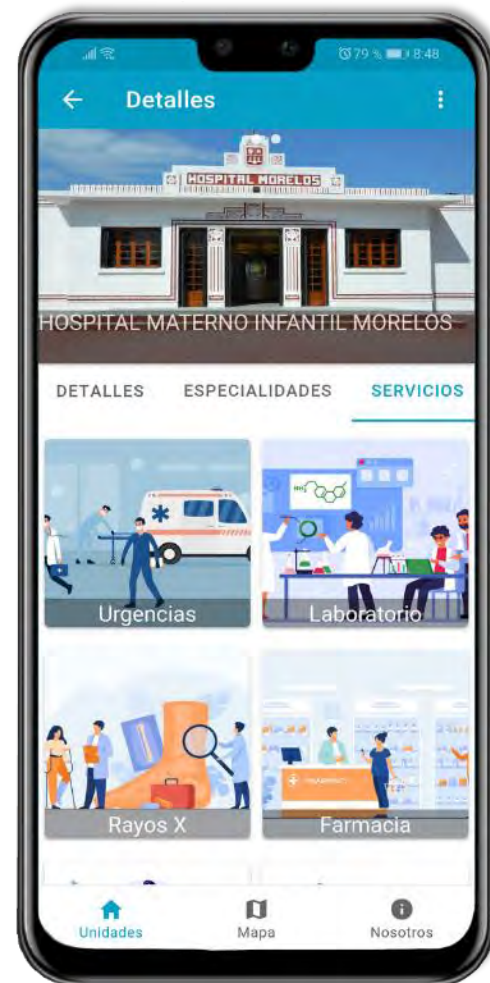 79 % 8:48
Detalles
HOSPITAL MORELOS
HOSPITAL MATERNO INFANTIL MORELOS
DETALLES ESPECIALIDADES SERVICIOS
Urgencias Laboratorio
Rayos X Farmacia
Unidades Mapa Nosotros